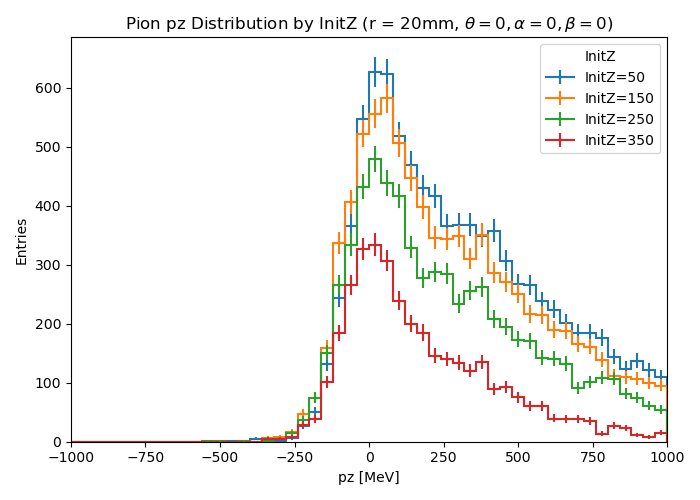 Pion pz Distribution by InitZ (r = 20mm, θ = 0, α = 0, β = 0)
InitZ
InitZ=50
InitZ=150
InitZ=250
InitZ=350
600
500
400
300
200
100
0
Entries
−1000 −750 −500 −250 0 250 500 750 1000
pz [MeV]